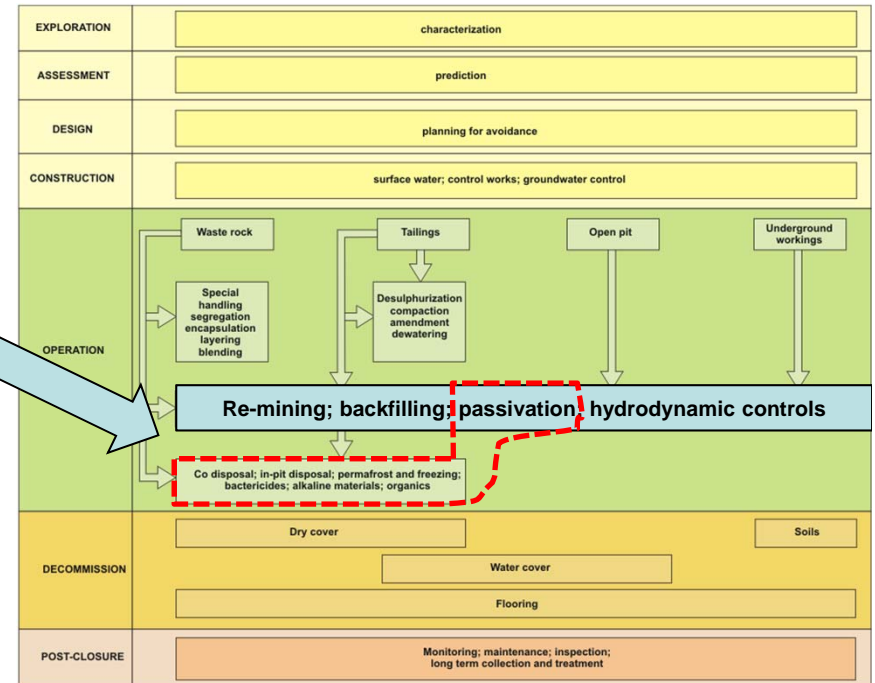 EXPLORATION
characterization
ASSESSMENT
prediction
DESIGN
planning for avoidance
CONSTRUCTION
surface water; control works; groundwater control
OPERATION
Waste rock
Tailings
Open pit
Underground
workings
Special
handling
segregation
encapsulation
layering
blending
Desulphurization
compaction
amendment
dewatering
Re-mining; backfilling; passivation; hydrodynamic controls
Co disposal; in-pit disposal; permafrost and freezing;
bactericides; alkaline materials; organics
DECOMMISSION
Dry cover
Soils
Water cover
Flooring
POST-CLOSURE
Monitoring; maintenance; inspection;
long term collection and treatment